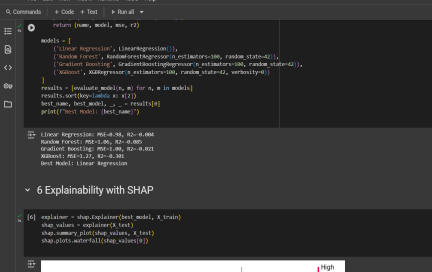 Commands + Code + Text Run all
return (name, model, mse, r2)
models = [
('Linear Regression', LinearRegression()),
('Random Forest', RandomForestRegressor(n_estimators=100, random_state=42)),
('Gradient Boosting', GradientBoostingRegressor(n_estimators=100, random_state=42)),
('XGBoost', XGBRegressor(n_estimators=100, random_state=42, verbosity=0))
]
results = [evaluate_model(n, m) for n, m in models]
results.sort(key=lambda x: x[2])
best_name, best_model, _, _ = results[0]
print(f"Best Model: {best_name}")
Linear Regression: MSE=0.98, R2=-0.004
Random Forest: MSE=1.06, R2=-0.085
Gradient Boosting: MSE=1.00, R2=-0.021
XGBoost: MSE=1.27, R2=-0.301
Best Model: Linear Regression
6 Explainability with SHAP
[6] explainer = shap.Explainer(best_model, X_train)
shap_values = explainer(X_test)
shap.summary_plot(shap_values, X_test)
shap.plots.waterfall(shap_values[0])
High